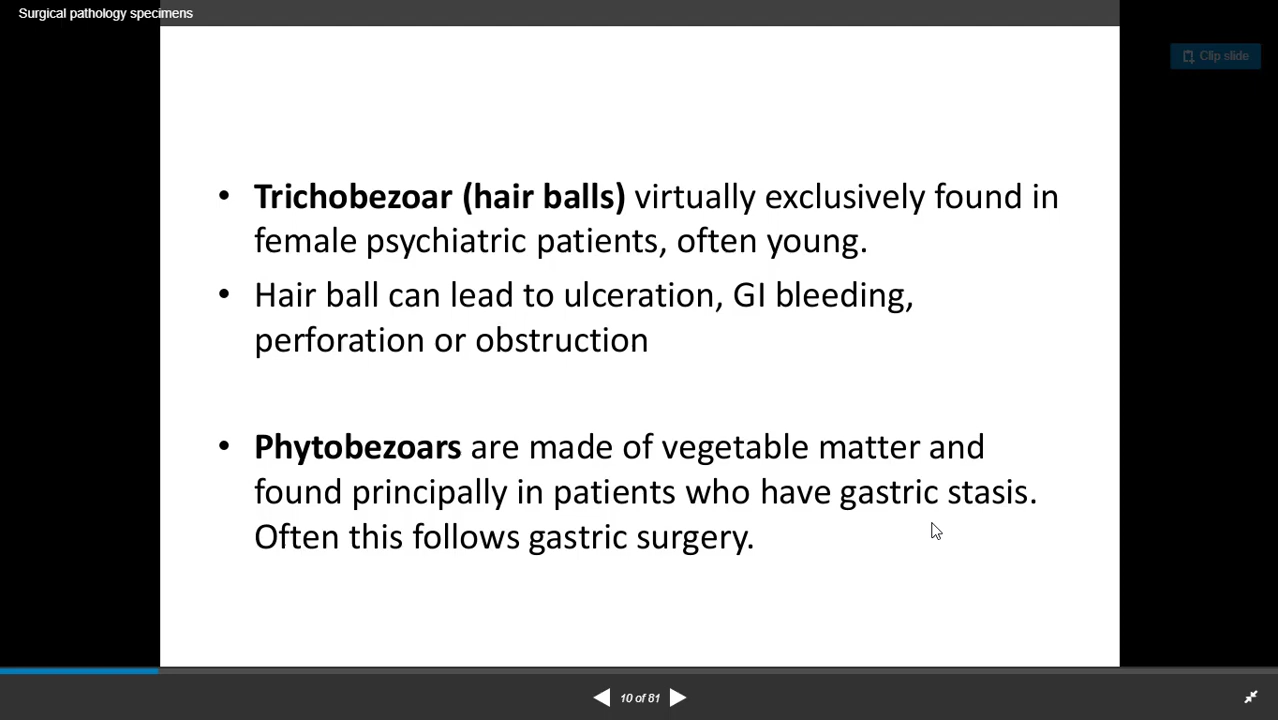 Surgical pathology specimens
Clip slide
• Trichobezoar (hair balls) virtually exclusively found in
female psychiatric patients, often young.
• Hair ball can lead to ulceration, GI bleeding,
perforation or obstruction
• Phytobezoars are made of vegetable matter and
found principally in patients who have gastric stasis.
Often this follows gastric surgery.
10 of 81